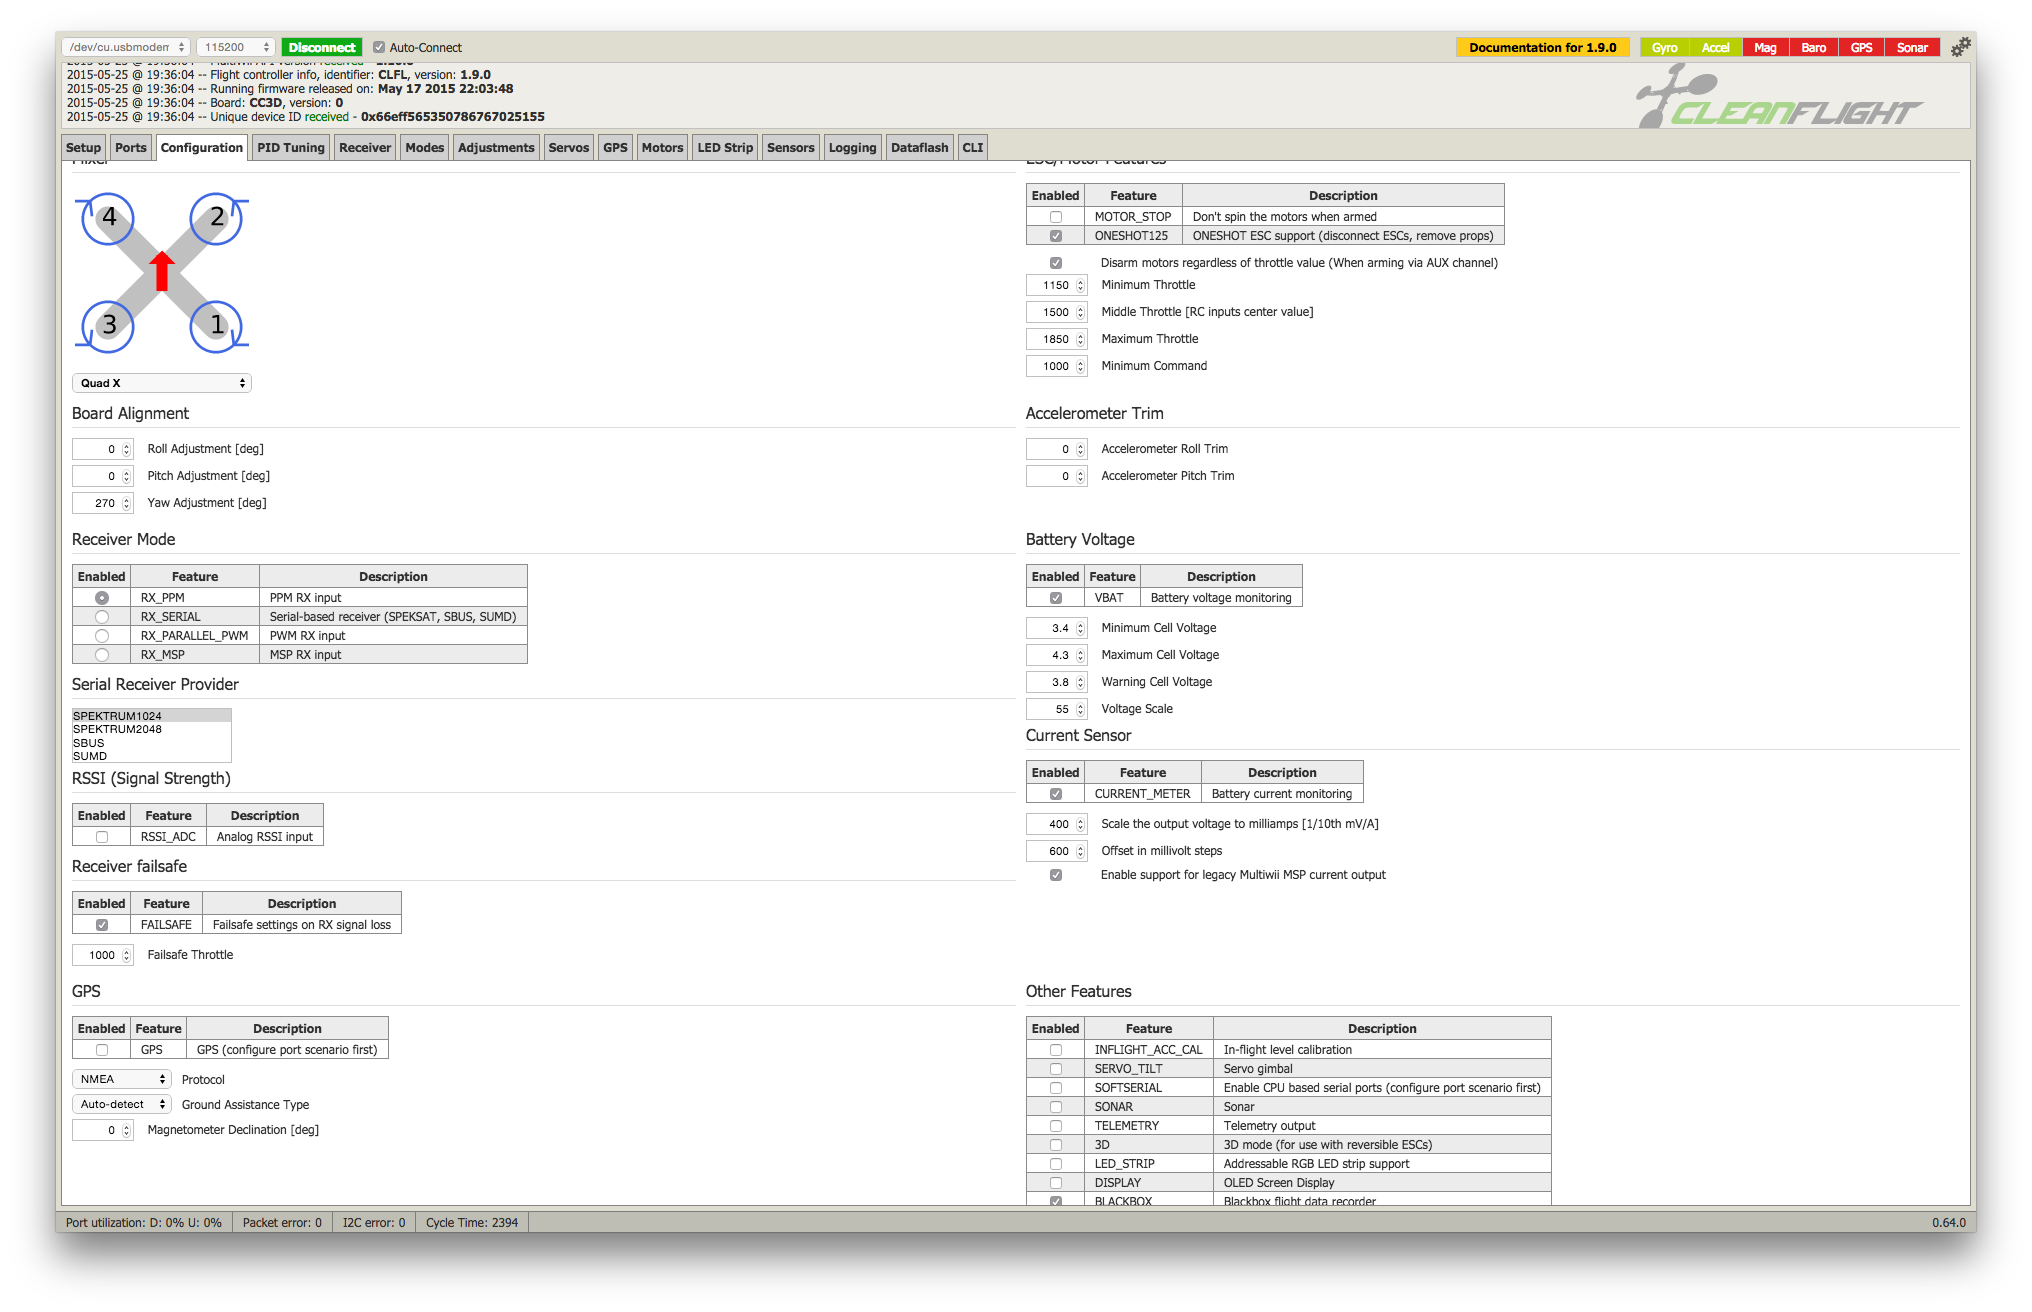 /dev/cu.usbmodem 115200 Disconnect Auto-Connect Documentation for 1.9.0 Gyro Accel Mag Baro GPS Sonar
2015-05-25 @ 19:36:04 -- Flight controller info, identifier: CLFL, version: 1.9.0
2015-05-25 @ 19:36:04 -- Running firmware released on: May 17 2015 22:03:48
2015-05-25 @ 19:36:04 -- Board: CC3D, version: 0
2015-05-25 @ 19:36:04 -- Unique device ID received - 0x66eff565350786767025155
CLEANFLIGHT
Setup Ports Configuration PID Tuning Receiver Modes Adjustments Servos GPS Motors LED Strip Sensors Logging Dataflash CLI
Mixer
4 2
3 1
Quad X
ESC/Motor Features
Enabled Feature Description
MOTOR_STOP Don't spin the motors when armed
ONESHOT125 ONESHOT ESC support (disconnect ESCs, remove props)
Disarm motors regardless of throttle value (When arming via AUX channel)
1150 Minimum Throttle
1500 Middle Throttle [RC inputs center value]
1850 Maximum Throttle
1000 Minimum Command
Board Alignment
0 Roll Adjustment [deg]
0 Pitch Adjustment [deg]
270 Yaw Adjustment [deg]
Accelerometer Trim
0 Accelerometer Roll Trim
0 Accelerometer Pitch Trim
Receiver Mode
Enabled Feature Description
RX_PPM PPM RX input
RX_SERIAL Serial-based receiver (SPEKSAT, SBUS, SUMD)
RX_PARALLEL_PWM PWM RX input
RX_MSP MSP RX input
Serial Receiver Provider
SPEKTRUM1024
SPEKTRUM2048
SBUS
SUMD
RSSI (Signal Strength)
Enabled Feature Description
RSSI_ADC Analog RSSI input
Receiver failsafe
Enabled Feature Description
FAILSAFE Failsafe settings on RX signal loss
1000 Failsafe Throttle
Battery Voltage
Enabled Feature Description
VBAT Battery voltage monitoring
3.4 Minimum Cell Voltage
4.3 Maximum Cell Voltage
3.8 Warning Cell Voltage
55 Voltage Scale
Current Sensor
Enabled Feature Description
CURRENT_METER Battery current monitoring
400 Scale the output voltage to milliamps [1/10th mV/A]
600 Offset in millivolt steps
Enable support for legacy Multiwii MSP current output
GPS
Enabled Feature Description
GPS GPS (configure port scenario first)
NMEA Protocol
Auto-detect Ground Assistance Type
0 Magnetometer Declination [deg]
Other Features
Enabled Feature Description
INFLIGHT_ACC_CAL In-flight level calibration
SERVO_TILT Servo gimbal
SOFTSERIAL Enable CPU based serial ports (configure port scenario first)
SONAR Sonar
TELEMETRY Telemetry output
3D 3D mode (for use with reversible ESCs)
LED_STRIP Addressable RGB LED strip support
DISPLAY OLED Screen Display
BLACKBOX Blackbox flight data recorder
Port utilization: D: 0% U: 0% Packet error: 0 I2C error: 0 Cycle Time: 2394 0.64.0